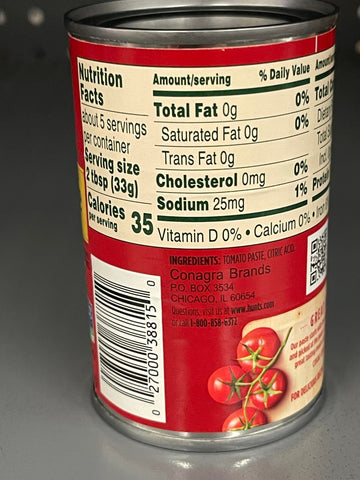 Nutrition
Facts
about 5 servings
per container
Serving size
2 tbsp (33g)
Calories 35
per serving
Amount/serving % Daily Value
Total Fat 0g 0%
Saturated Fat 0g 0%
Trans Fat 0g
Cholesterol 0mg 0%
Sodium 25mg 1%
Vitamin D 0% • Calcium 0% •
Protein
INGREDIENTS: TOMATO PASTE, CITRIC ACID.
Conagra Brands
P.O. BOX 3534
CHICAGO, IL 60654
Questions, visit us at www.hunts.com
or call 1-800-858-6372
0 27000 38815 0